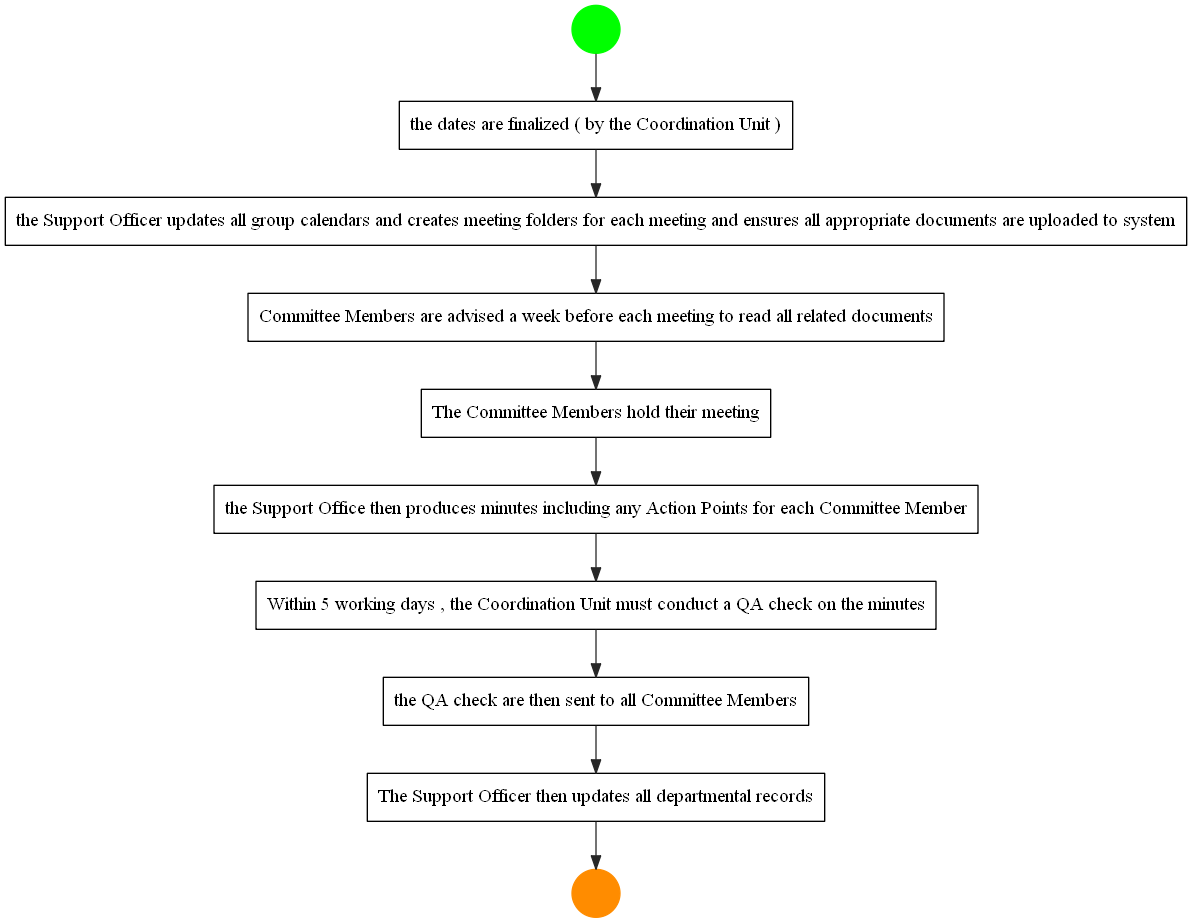 the dates are finalized ( by the Coordination Unit )
the Support Officer updates all group calendars and creates meeting folders for each meeting and ensures all appropriate documents are uploaded to system
Committee Members are advised a week before each meeting to read all related documents
The Committee Members hold their meeting
the Support Office then produces minutes including any Action Points for each Committee Member
Within 5 working days , the Coordination Unit must conduct a QA check on the minutes
the QA check are then sent to all Committee Members
The Support Officer then updates all departmental records